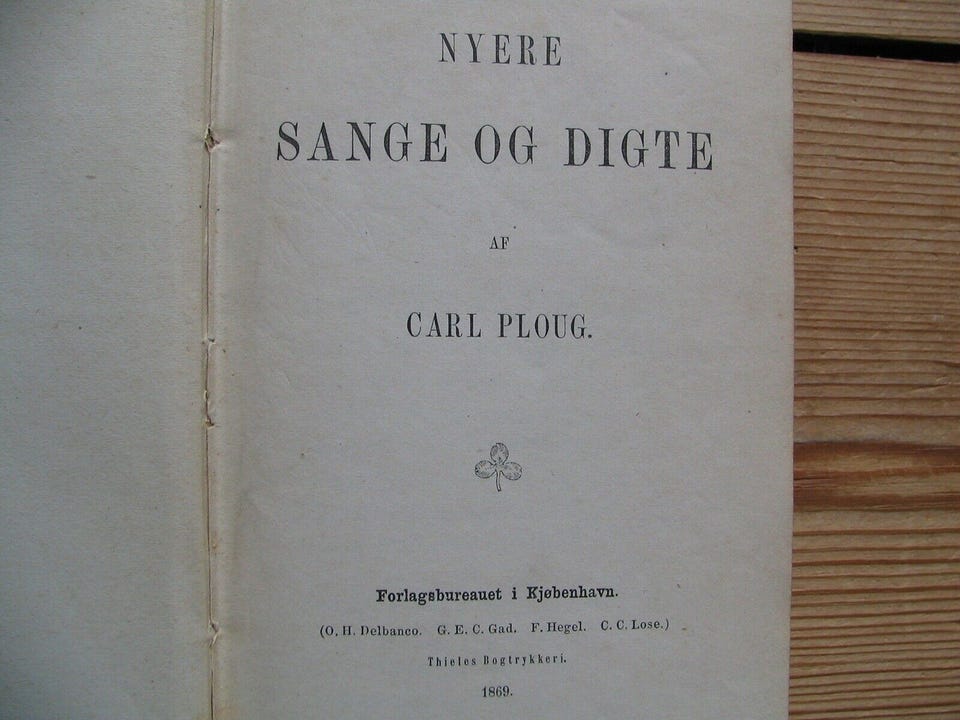 NYERE
SANGE OG DIGTE
AF
CARL PLOUG.
Forlagsbureauet i Kjøbenhavn.
(O. H. Delbanco. G. E. C. Gad. F. Hegel. C. C. Lose.)
Thieles Bogtrykkeri.
1869.